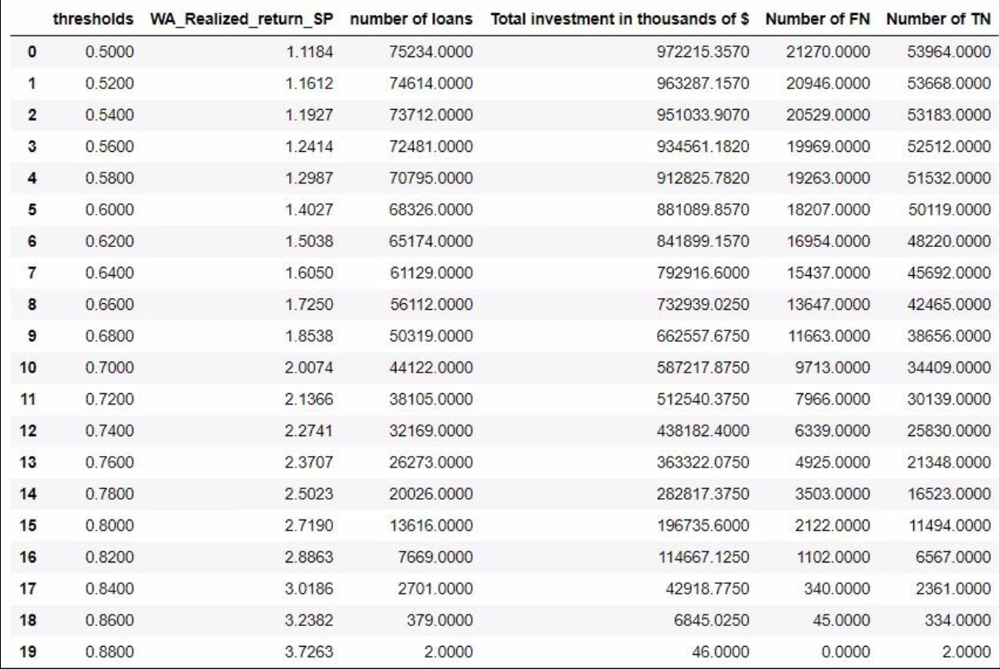 thresholds WA_Realized_return_SP number of loans Total investment in thousands of $ Number of FN Number of TN
0 0.5000 1.1184 75234.0000 972215.3570 21270.0000 53964.0000
1 0.5200 1.1612 74614.0000 963287.1570 20946.0000 53668.0000
2 0.5400 1.1927 73712.0000 951033.9070 20529.0000 53183.0000
3 0.5600 1.2414 72481.0000 934561.1820 19969.0000 52512.0000
4 0.5800 1.2987 70795.0000 912825.7820 19263.0000 51532.0000
5 0.6000 1.4027 68326.0000 881089.8570 18207.0000 50119.0000
6 0.6200 1.5038 65174.0000 841899.1570 16954.0000 48220.0000
7 0.6400 1.6050 61129.0000 792916.6000 15437.0000 45692.0000
8 0.6600 1.7250 56112.0000 732939.0250 13647.0000 42465.0000
9 0.6800 1.8538 50319.0000 662557.6750 11663.0000 38656.0000
10 0.7000 2.0074 44122.0000 587217.8750 9713.0000 34409.0000
11 0.7200 2.1366 38105.0000 512540.3750 7966.0000 30139.0000
12 0.7400 2.2741 32169.0000 438182.4000 6339.0000 25830.0000
13 0.7600 2.3707 26273.0000 363322.0750 4925.0000 21348.0000
14 0.7800 2.5023 20026.0000 282817.3750 3503.0000 16523.0000
15 0.8000 2.7190 13616.0000 196735.6000 2122.0000 11494.0000
16 0.8200 2.8863 7669.0000 114667.1250 1102.0000 6567.0000
17 0.8400 3.0186 2701.0000 42918.7750 340.0000 2361.0000
18 0.8600 3.2382 379.0000 6845.0250 45.0000 334.0000
19 0.8800 3.7263 2.0000 46.0000 0.0000 2.0000